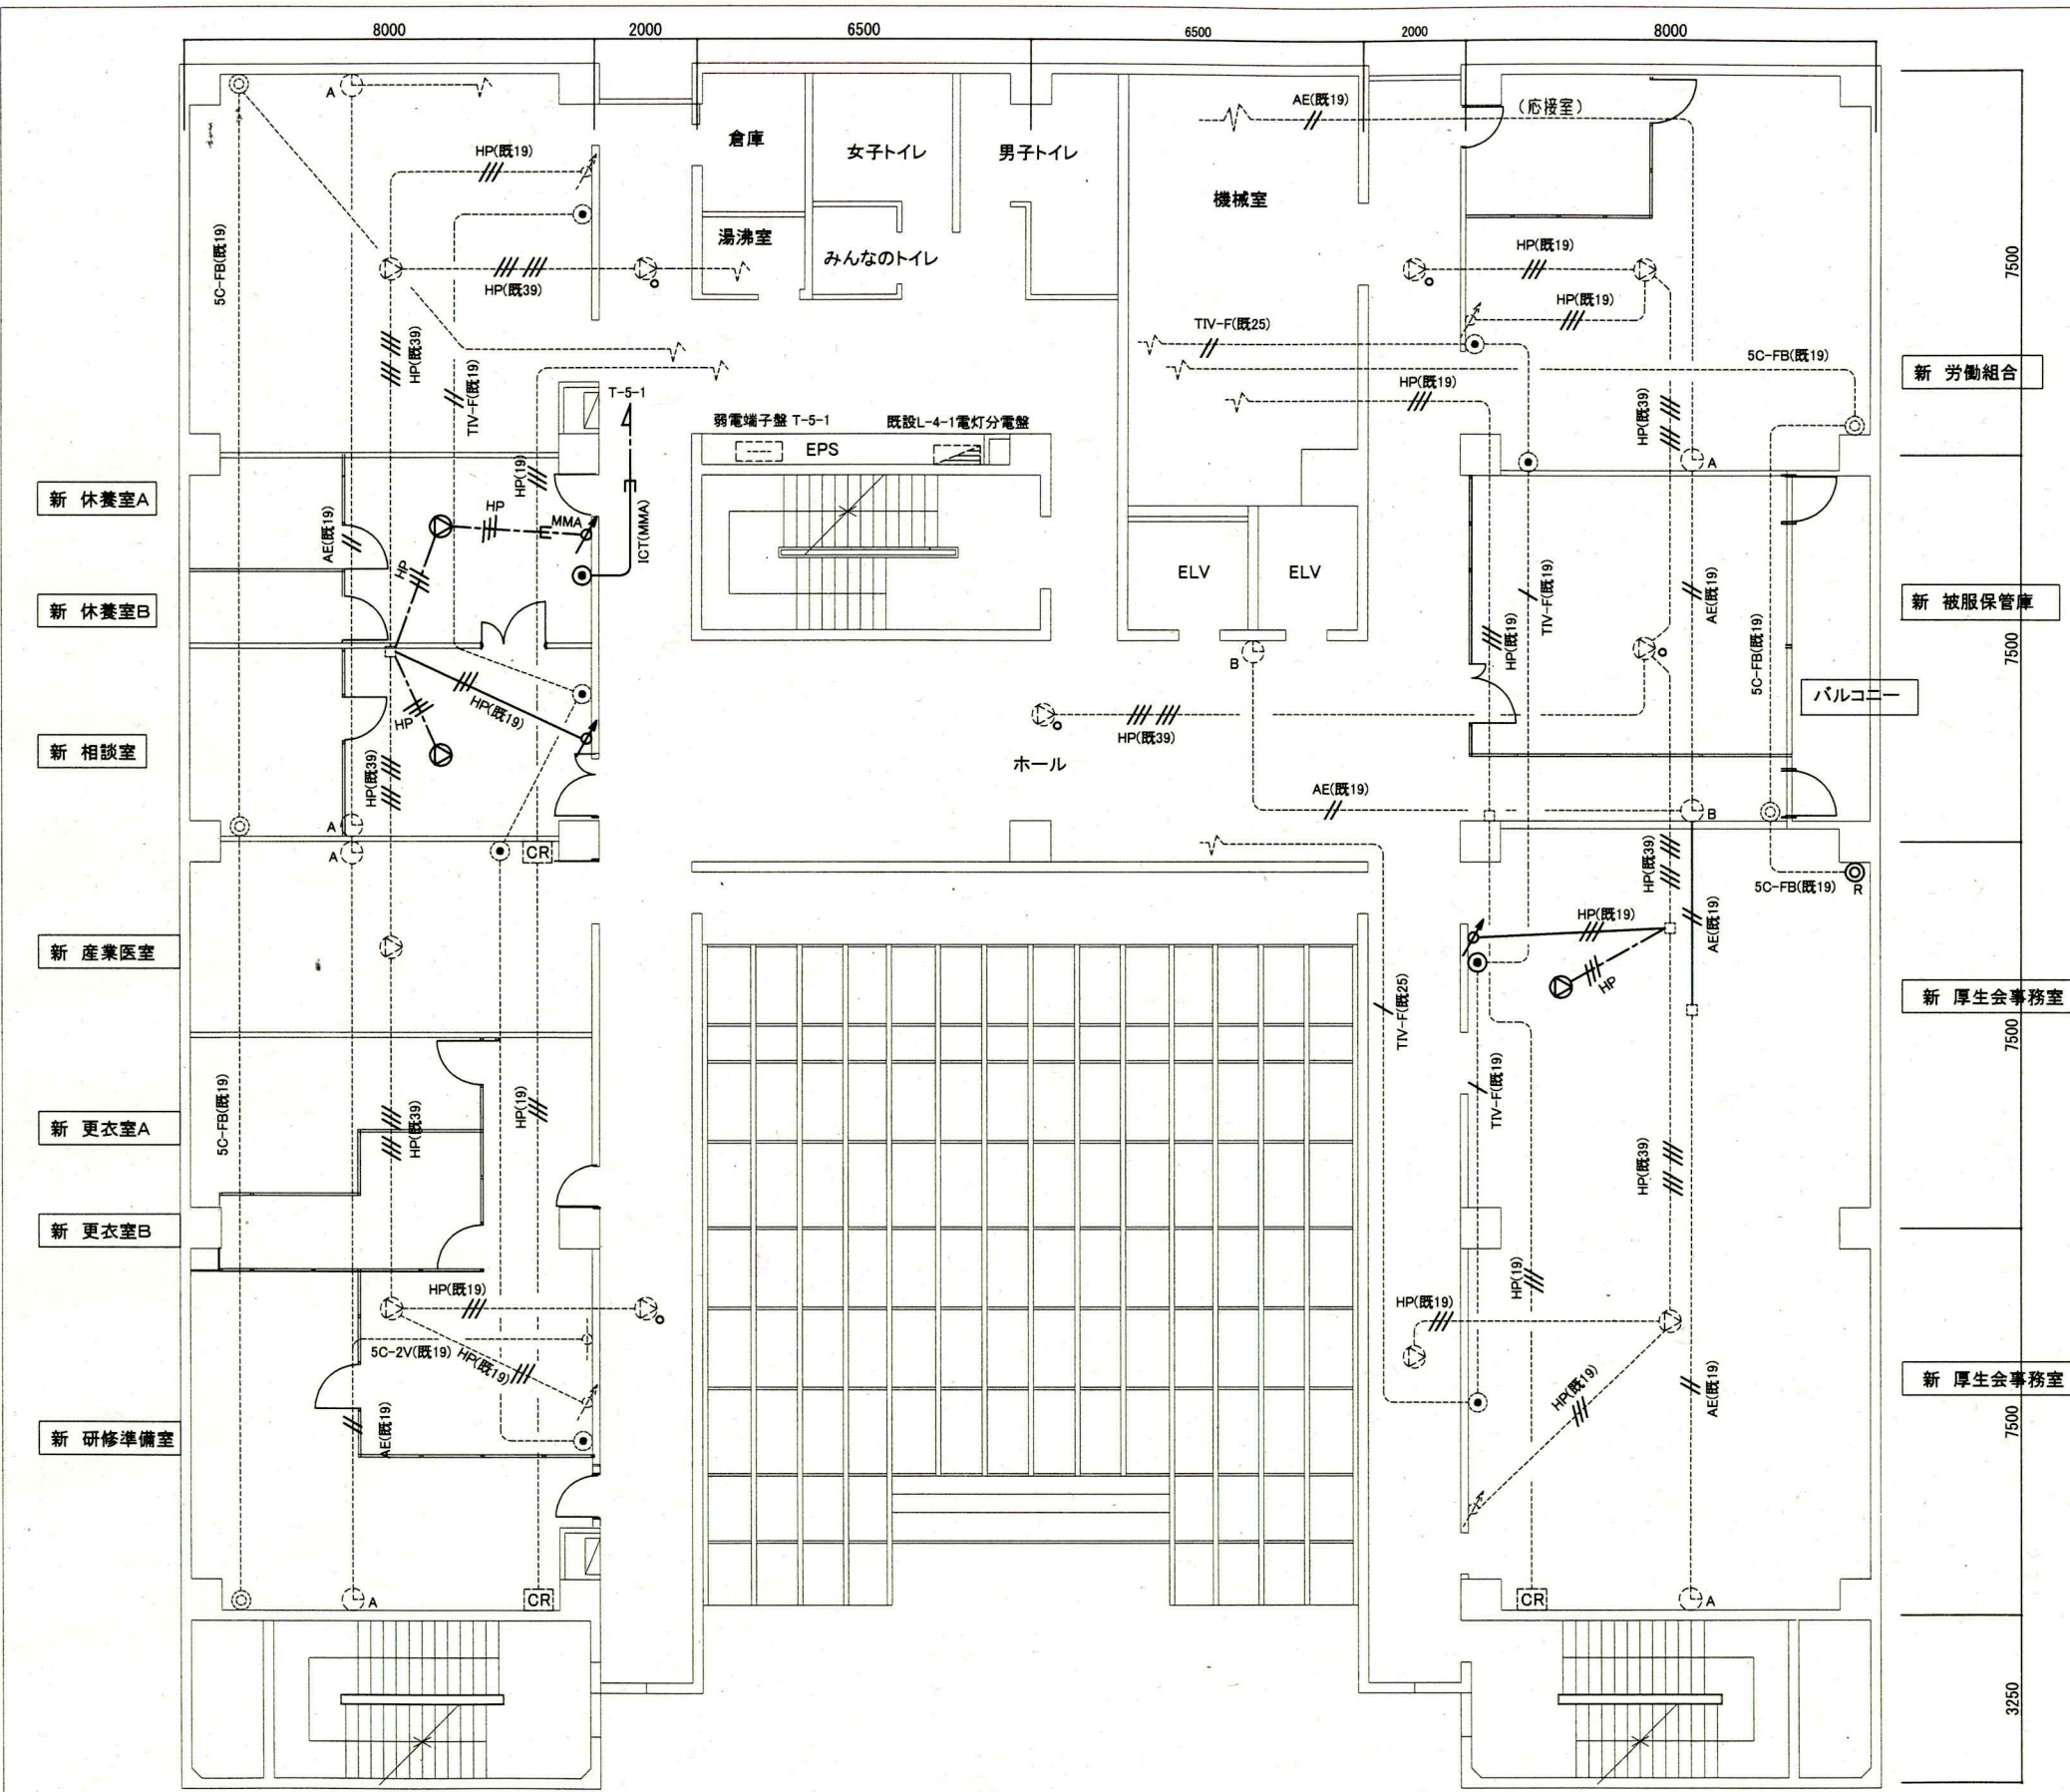 8000
2000
6500
6500
2000
8000
A
AE(既19)
(応接室)
倉庫
女子トイレ
男子トイレ
HP(既19)
機械室
湯沸室
みんなのトイレ
5C-FB(既19)
HP(既39)
HP(既19)
HP(既19)
7500
HP(既39)
TIV-F(既19)
TIV-F(既25)
5C-FB(既19)
新 労働組合
HP(既19)
HP(既39)
T-5-1
弱電端子盤 T-5-1
既設L-4-1電灯分電盤
EPS
HP(19)
A
新 休養室A
HP
MMA
ICT(MMA)
AE(既19)
HP
ELV
ELV
新 休養室B
TIV-F(既19)
AE(既19)
新 被服保管庫
HP(既19)
5C-FB(既19)
7500
B
HP(既19)
HP
バルコニー
新 相談室
HP(既39)
HP(既39)
ホール
AE(既19)
A
B
A
CR
HP(既39)
5C-FB(既19)
R
HP(既19)
AE(既19)
新 産業医室
HP
TIV-F(既25)
新 厚生会事務室
7500
TIV-F(既19)
新 更衣室A
5C-FB(既19)
HP(既39)
HP(19)
HP(既39)
新 更衣室B
HP(既19)
HP(19)
HP(既19)
5C-2V(既19)
HP(既19)
HP(既19)
AE(既19)
新 厚生会事務室
7500
新 研修準備室
AE(既19)
A
CR
CR
A
3250